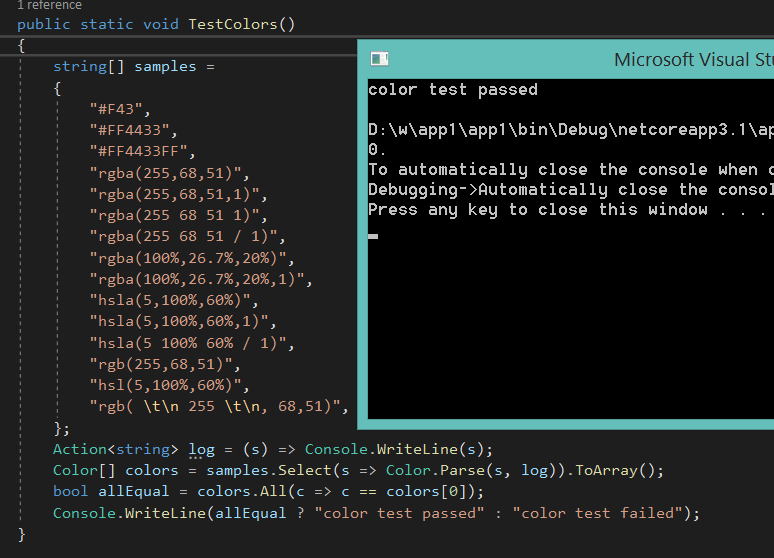 1 reference
public static void TestColors()
{
string[] samples =
{
"#F43",
"#FF4433",
"#FF4433FF",
"rgba(255,68,51)",
"rgba(255,68,51,1)",
"rgba(255 68 51 1)",
"rgba(255 68 51 / 1)",
"rgba(100%,26.7%,20%)",
"rgba(100%,26.7%,20%,1)",
"hsla(5,100%,60%)",
"hsla(5,100%,60%,1)",
"hsla(5 100% 60% / 1)",
"rgb(255,68,51)",
"hsl(5,100%,60%)",
"rgb( \t\n 255 \t\n, 68,51)",
};
Action<string> log = (s) => Console.WriteLine(s);
Color[] colors = samples.Select(s => Color.Parse(s, log)).ToArray();
bool allEqual = colors.All(c => c == colors[0]);
Console.WriteLine(allEqual ? "color test passed" : "color test failed");
}
Microsoft Visual Stu
color test passed
D:\w\app1\app1\bin\Debug\netcoreapp3.1\ap
0.
To automatically close the console when d
Debugging->Automatically close the consol
Press any key to close this window . . .